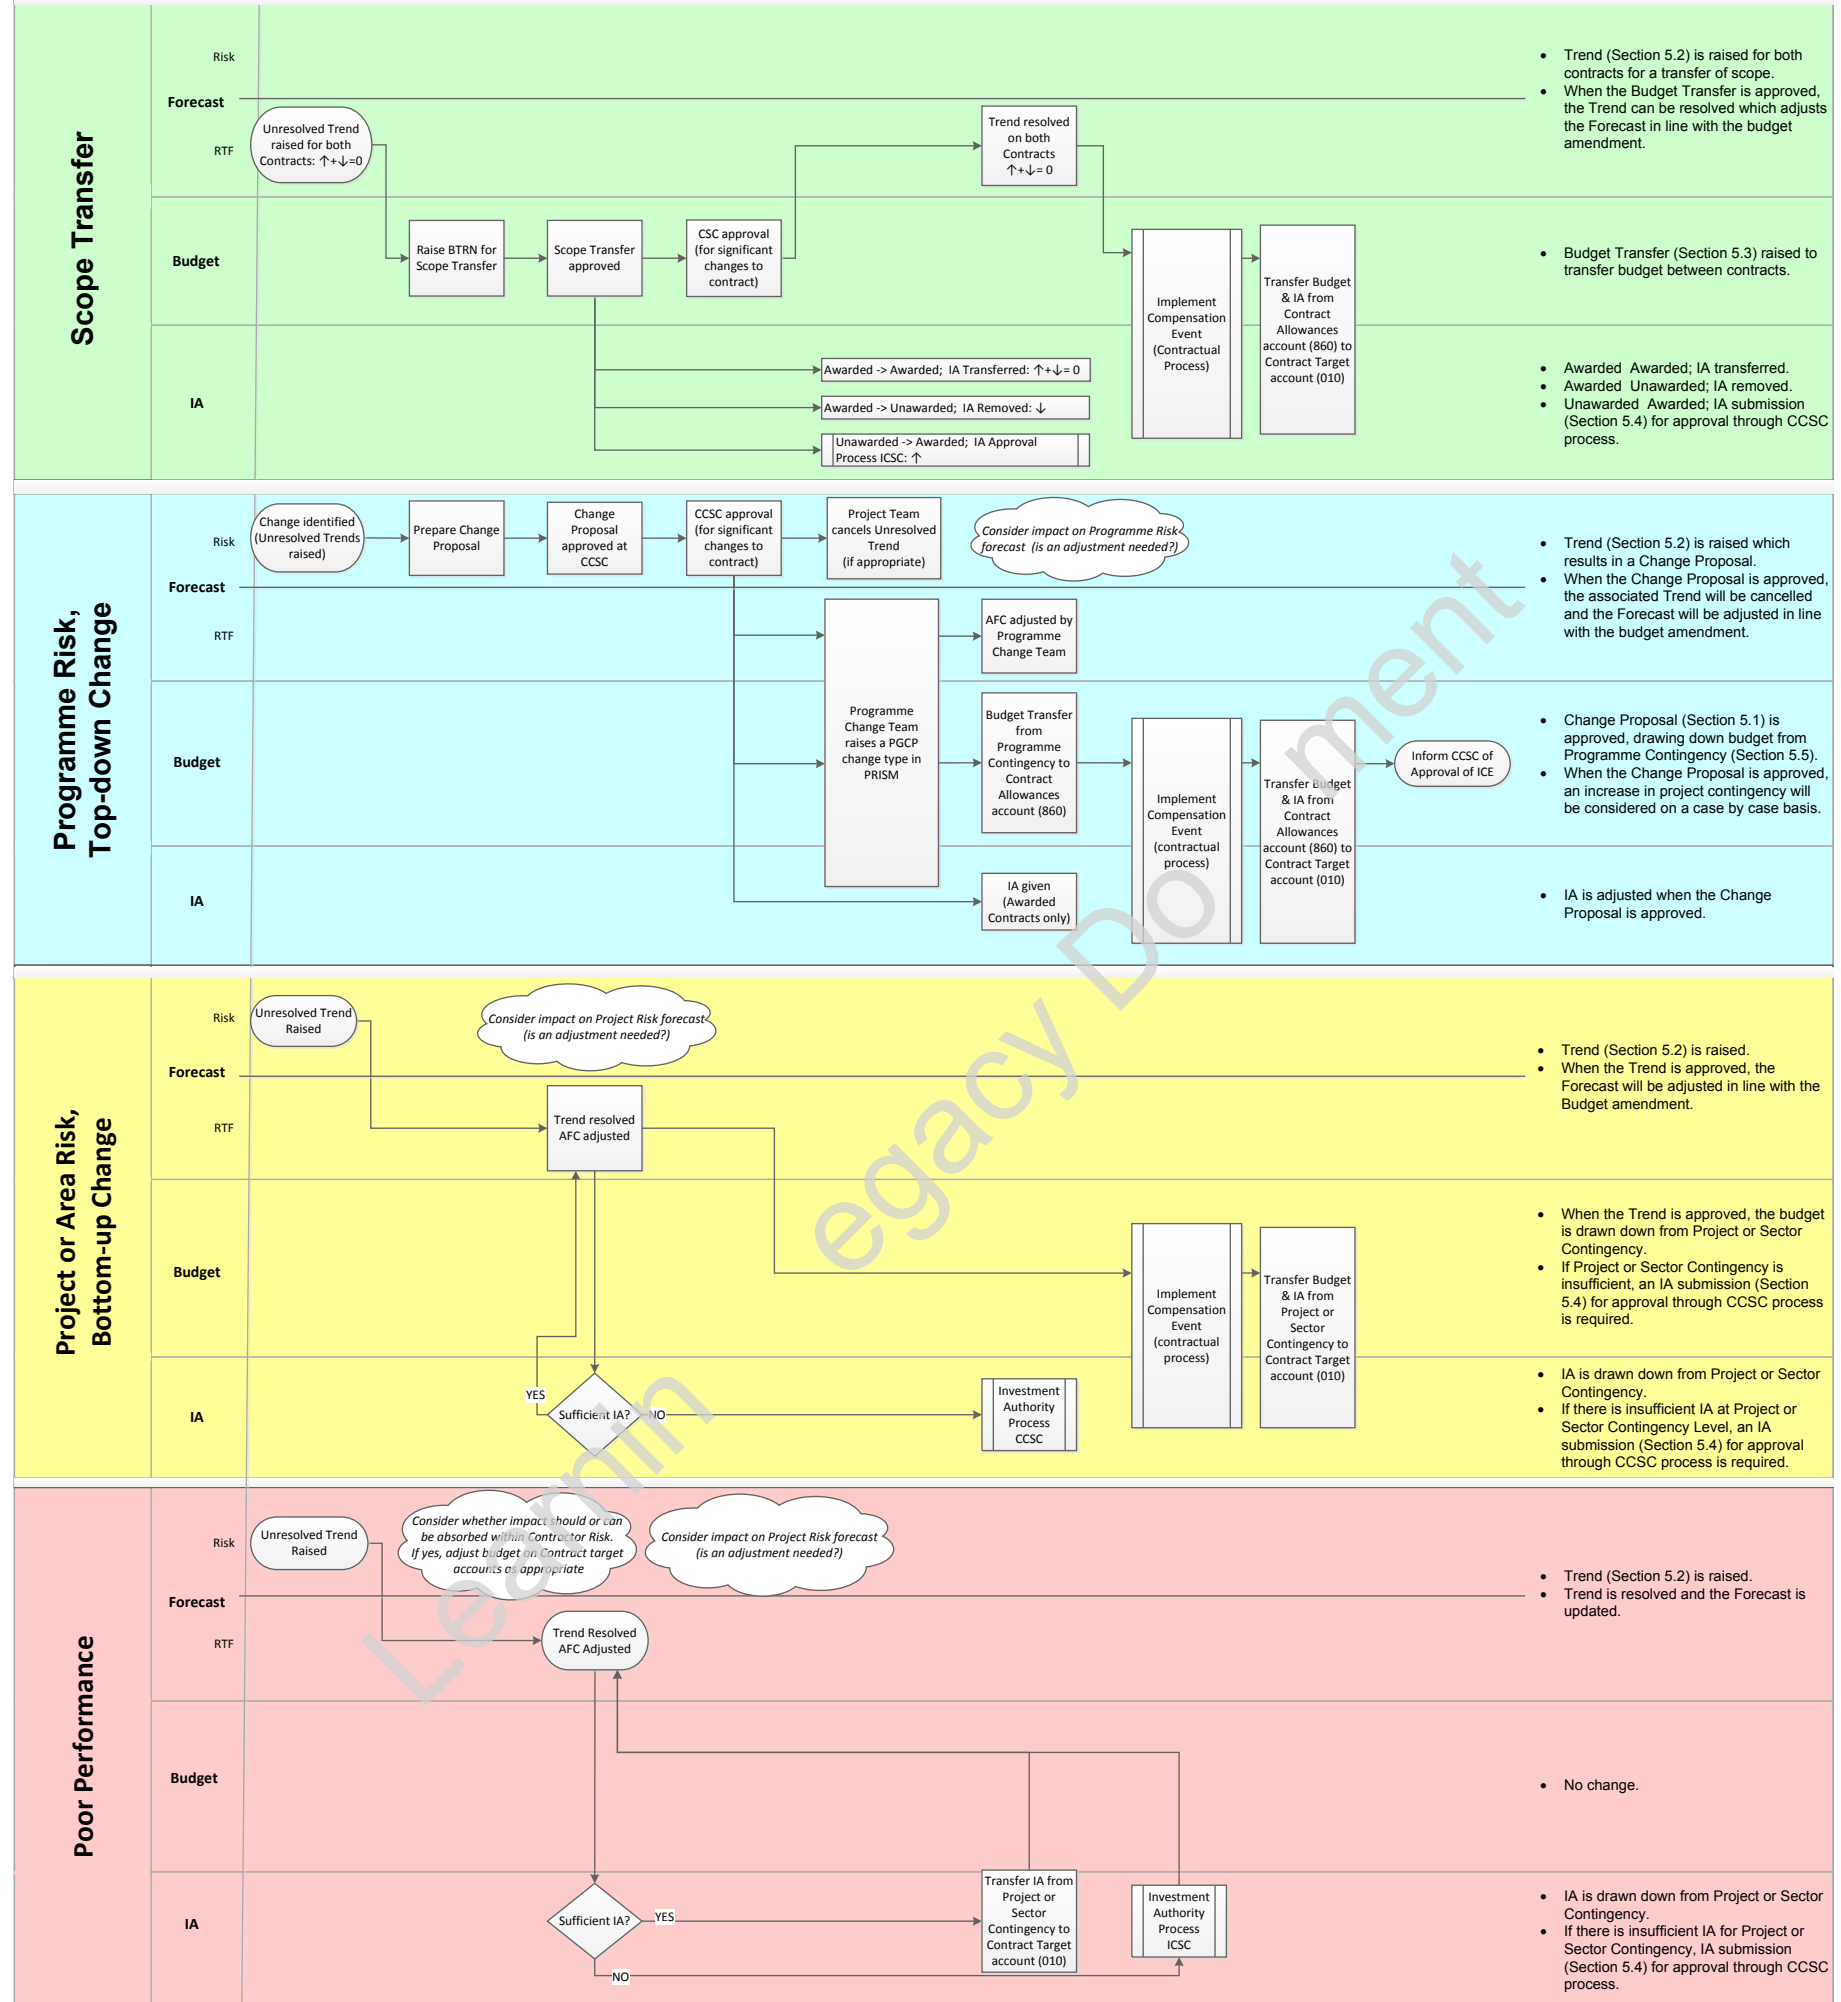 Scope Transfer
Risk
Forecast
RTF
Budget
IA
Unresolved Trend
raised for both
Contracts: ↑+↓=0
Raise BTRN for
Scope Transfer
Scope Transfer
approved
CSC approval
(for significant
changes to
contract)
Trend resolved
on both
Contracts
↑+↓= 0
Implement
Compensation
Event
(Contractual
Process)
Transfer Budget
& IA from
Contract
Allowances
account (860) to
Contract Target
account (010)
Awarded -> Awarded; IA Transferred: ↑+↓= 0
Awarded -> Unawarded; IA Removed: ↓
Unawarded -> Awarded; IA Approval
Process ICSC: ↑
• Trend (Section 5.2) is raised for both
contracts for a transfer of scope.
• When the Budget Transfer is approved,
the Trend can be resolved which adjusts
the Forecast in line with the budget
amendment.
• Budget Transfer (Section 5.3) raised to
transfer budget between contracts.
• Awarded Awarded; IA transferred.
• Awarded Unawarded; IA removed.
• Unawarded Awarded; IA submission
(Section 5.4) for approval through CCSC
process.
Programme Risk,
Top-down Change
Risk
Forecast
RTF
Budget
IA
Change identified
(Unresolved Trends
raised)
Prepare Change
Proposal
Change
Proposal
approved at
CCSC
CCSC approval
(for significant
changes to
contract)
Project Team
cancels Unresolved
Trend
(if appropriate)
Consider impact on Programme Risk
forecast (is an adjustment needed?)
Programme
Change Team
raises a PGCP
change type in
PRISM
AFC adjusted by
Programme
Change Team
Budget Transfer
from
Programme
Contingency to
Contract
Allowances
account (860)
IA given
(Awarded
Contracts only)
Implement
Compensation
Event
(contractual
process)
Transfer Budget
& IA from
Contract
Allowances
account (860) to
Contract Target
account (010)
Inform CCSC of
Approval of ICE
• Trend (Section 5.2) is raised which
results in a Change Proposal.
• When the Change Proposal is approved,
the associated Trend will be cancelled
and the Forecast will be adjusted in line
with the budget amendment.
• Change Proposal (Section 5.1) is
approved, drawing down budget from
Programme Contingency (Section 5.5).
• When the Change Proposal is approved,
an increase in project contingency will
be considered on a case by case basis.
• IA is adjusted when the Change
Proposal is approved.
Project or Area Risk,
Bottom-up Change
Risk
Forecast
RTF
Budget
IA
Unresolved Trend
Raised
Consider impact on Project Risk forecast
(is an adjustment needed?)
Trend resolved
AFC adjusted
YES
Sufficient IA?
NO
Investment
Authority
Process
CCSC
Implement
Compensation
Event
(contractual
process)
Transfer Budget
& IA from
Project or
Sector
Contingency to
Contract Target
account (010)
• Trend (Section 5.2) is raised.
• When the Trend is approved, the
Forecast will be adjusted in line with the
Budget amendment.
• When the Trend is approved, the budget
is drawn down from Project or Sector
Contingency.
• If Project or Sector Contingency is
insufficient, an IA submission (Section
5.4) for approval through CCSC process
is required.
• IA is drawn down from Project or Sector
Contingency.
• If there is insufficient IA at Project or
Sector Contingency Level, an IA
submission (Section 5.4) for approval
through CCSC process is required.
Poor Performance
Risk
Forecast
RTF
Budget
IA
Unresolved Trend
Raised
Consider whether impact should or can
be absorbed within Contractor Risk.
If yes, adjust budget on Contract target
accounts as appropriate
Consider impact on Project Risk forecast
(is an adjustment needed?)
Trend Resolved
AFC Adjusted
Sufficient IA?
YES
NO
Transfer IA from
Project or
Sector
Contingency to
Contract Target
account (010)
Investment
Authority
Process
ICSC
• Trend (Section 5.2) is raised.
• Trend is resolved and the Forecast is
updated.
• No change.
• IA is drawn down from Project or Sector
Contingency.
• If there is insufficient IA for Project or
Sector Contingency, IA submission
(Section 5.4) for approval through CCSC
process.
Learnin egacy Do ment